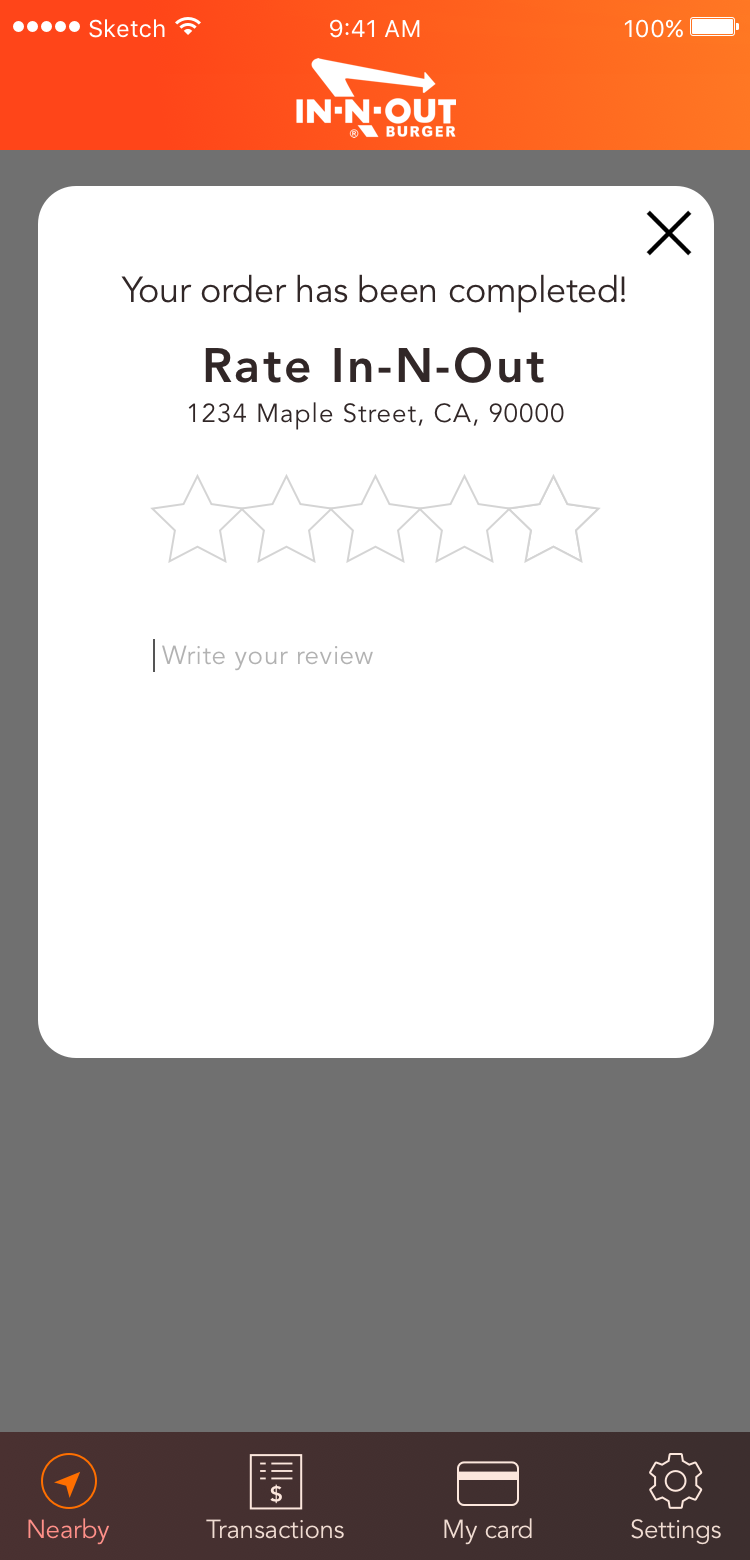 Sketch 9:41 AM 100%
IN-N-OUT
® BURGER
Your order has been completed!
Rate In-N-Out
1234 Maple Street, CA, 90000
Write your review
$
Nearby Transactions My card Settings